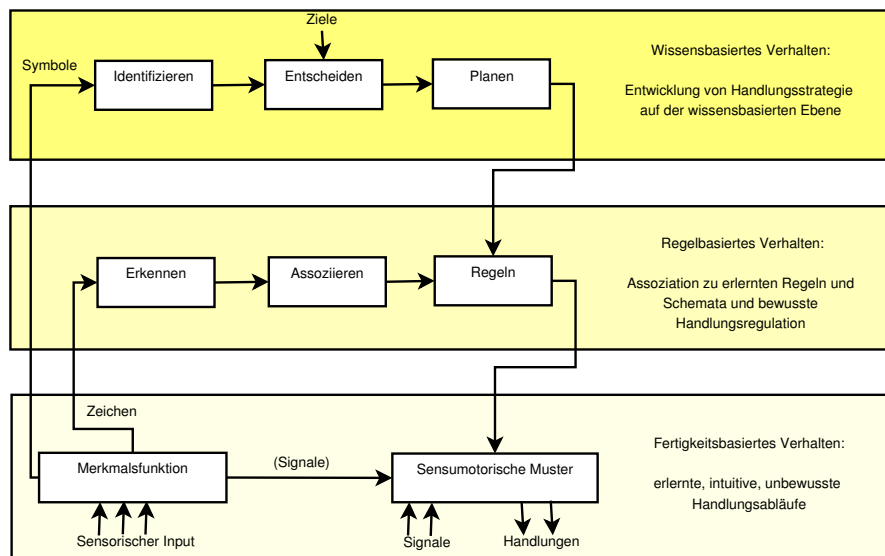 Ziele
Symbole
Identifizieren
Entscheiden
Planen
Wissensbasiertes Verhalten:
Entwicklung von Handlungsstrategie
auf der wissensbasierten Ebene
Erkennen
Assoziieren
Regeln
Regelbasiertes Verhalten:
Assoziation zu erlernten Regeln und
Schemata und bewusste
Handlungsregulation
Zeichen
Merkmalsfunktion
(Signale)
Sensumotorische Muster
Fertigkeitsbasiertes Verhalten:
erlernte, intuitive, unbewusste
Handlungsabläufe
Sensorischer Input
Signale
Handlungen